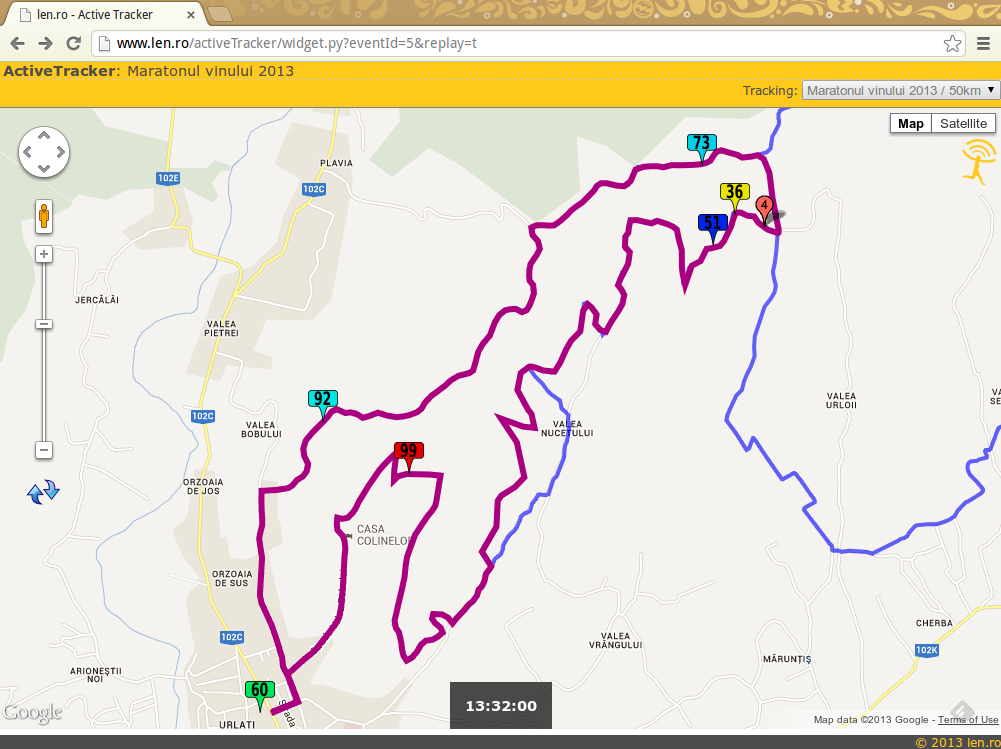 len.ro - Active Tracker
www.len.ro/activeTracker/widget.py?eventId=5&replay=t
ActiveTracker: Maratonul vinului 2013
Tracking: Maratonul vinului 2013 / 50km
Map Satellite
73
PLAVIA
102E
102C
36
4
51
JERCĂLĂI
VALEA
PIETREI
92
VALEA
URLOII
VA
SE
102C
VALEA
BOBULUI
VALEA
NUCETULUI
99
ORZOAIA
DE JOS
CASA
COLINELOR
ORZOAIA
DE SUS
CHERBA
102C
VALEA
VRÂNGULUI
102K
MĂRUNȚIȘ
ARIONEȘTII
NOI
60
Strada
13:32:00
Google
URLATI
Map data ©2013 Google - Terms of Use
© 2013 len.ro